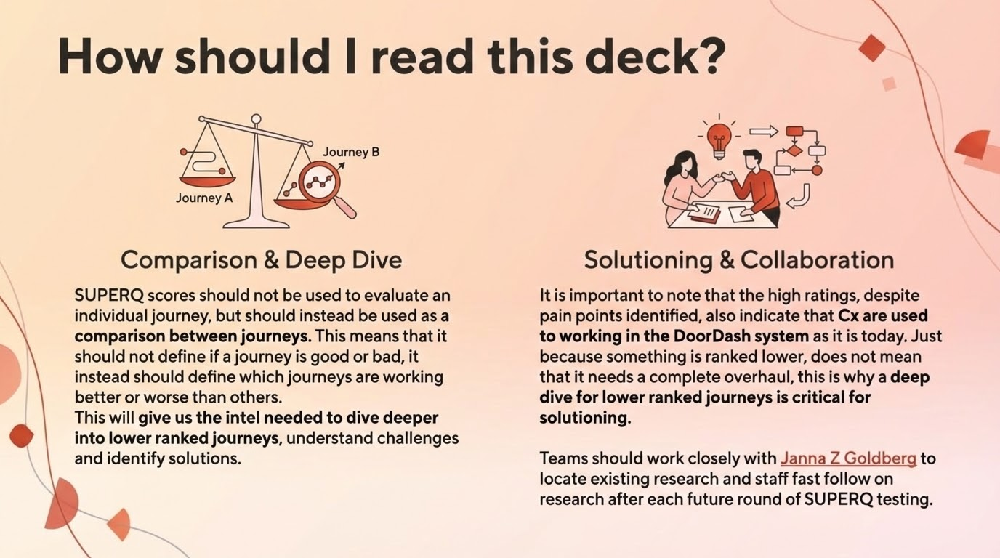 How should I read this deck?
Journey A
Journey B
Comparison & Deep Dive
SUPERQ scores should not be used to evaluate an
individual journey, but should instead be used as a
comparison between journeys. This means that it
should not define if a journey is good or bad, it
instead should define which journeys are working
better or worse than others.
This will give us the intel needed to dive deeper
into lower ranked journeys, understand challenges
and identify solutions.
Solutioning & Collaboration
It is important to note that the high ratings, despite
pain points identified, also indicate that Cx are used
to working in the DoorDash system as it is today. Just
because something is ranked lower, does not mean
that it needs a complete overhaul, this is why a deep
dive for lower ranked journeys is critical for
solutioning.
Teams should work closely with Janna Z Goldberg to
locate existing research and staff fast follow on
research after each future round of SUPERQ testing.